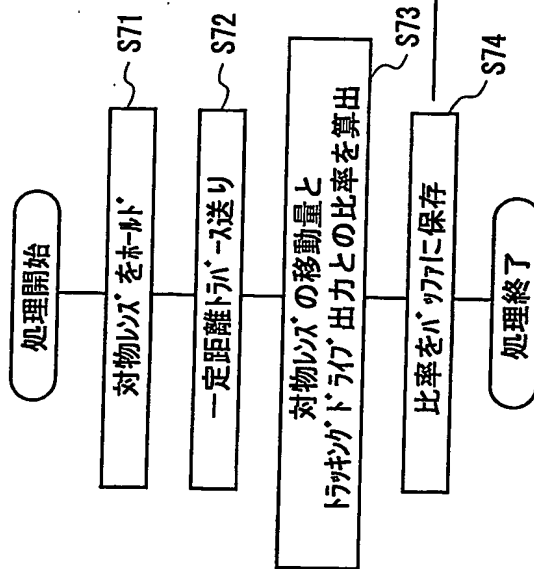 処理開始
対物レンズをホールド
S71
一定距離トラバース送り
S72
対物レンズの移動量と
トラッキングドライブ出力との比率を算出
S73
比率をバッファに保存
S74
処理終了